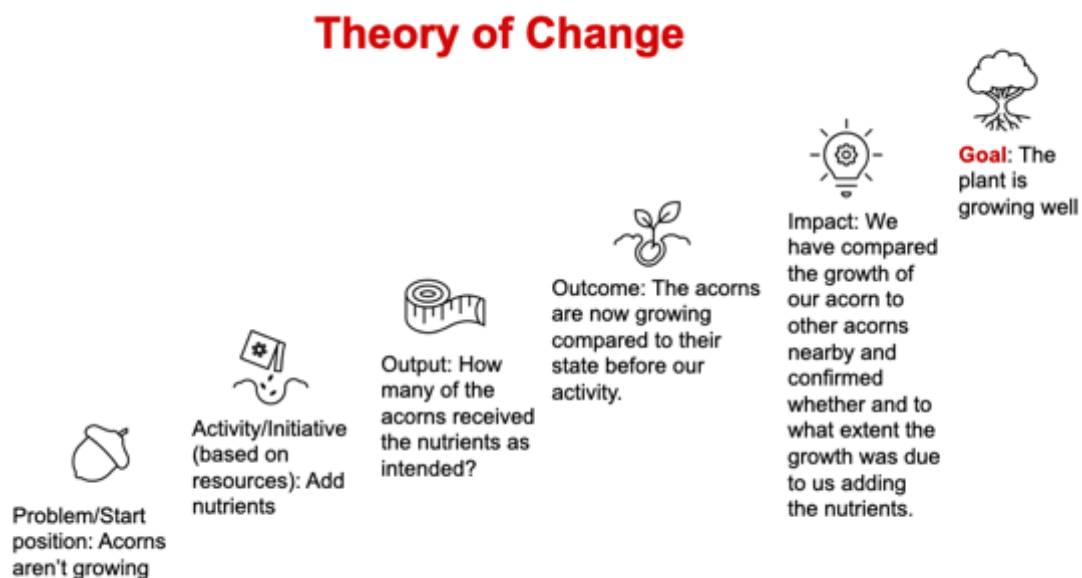 Theory of Change
Problem/Start
position: Acorns
aren't growing
Activity/Initiative
(based on
resources): Add
nutrients
Output: How
many of the
acorns received
the nutrients as
intended?
Outcome: The acorns
are now growing
compared to their
state before our
activity.
Impact: We
have compared
the growth of
our acorn to
other acorns
nearby and
confirmed
whether and to
what extent the
growth was due
to us adding
the nutrients.
Goal: The
plant is
growing well